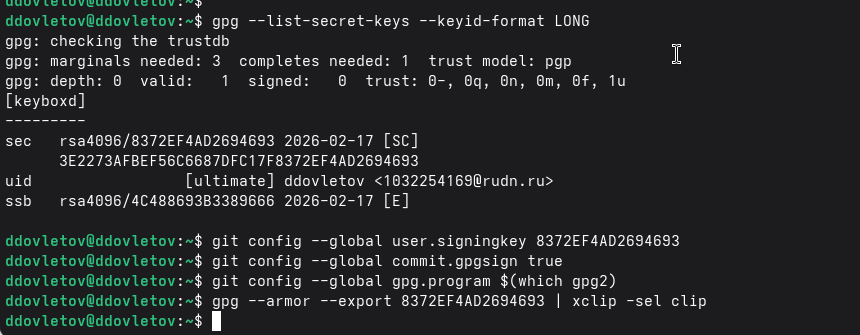 ddovletov@ddovletov:~$
ddovletov@ddovletov:~$ gpg --list-secret-keys --keyid-format LONG
gpg: checking the trustdb
gpg: marginals needed: 3  completes needed: 1  trust model: pgp
gpg: depth: 0  valid:   1  signed:   0  trust: 0-, 0q, 0n, 0m, 0f, 1u
[keyboxd]
---------
sec   rsa4096/8372EF4AD2694693 2026-02-17 [SC]
      3E2273AFBEF56C6687DFC17F8372EF4AD2694693
uid                 [ultimate] ddovletov <1032254169@rudn.ru>
ssb   rsa4096/4C488693B3389666 2026-02-17 [E]

ddovletov@ddovletov:~$ git config --global user.signingkey 8372EF4AD2694693
ddovletov@ddovletov:~$ git config --global commit.gpgsign true
ddovletov@ddovletov:~$ git config --global gpg.program $(which gpg2)
ddovletov@ddovletov:~$ gpg --armor --export 8372EF4AD2694693 | xclip -sel clip
ddovletov@ddovletov:~$